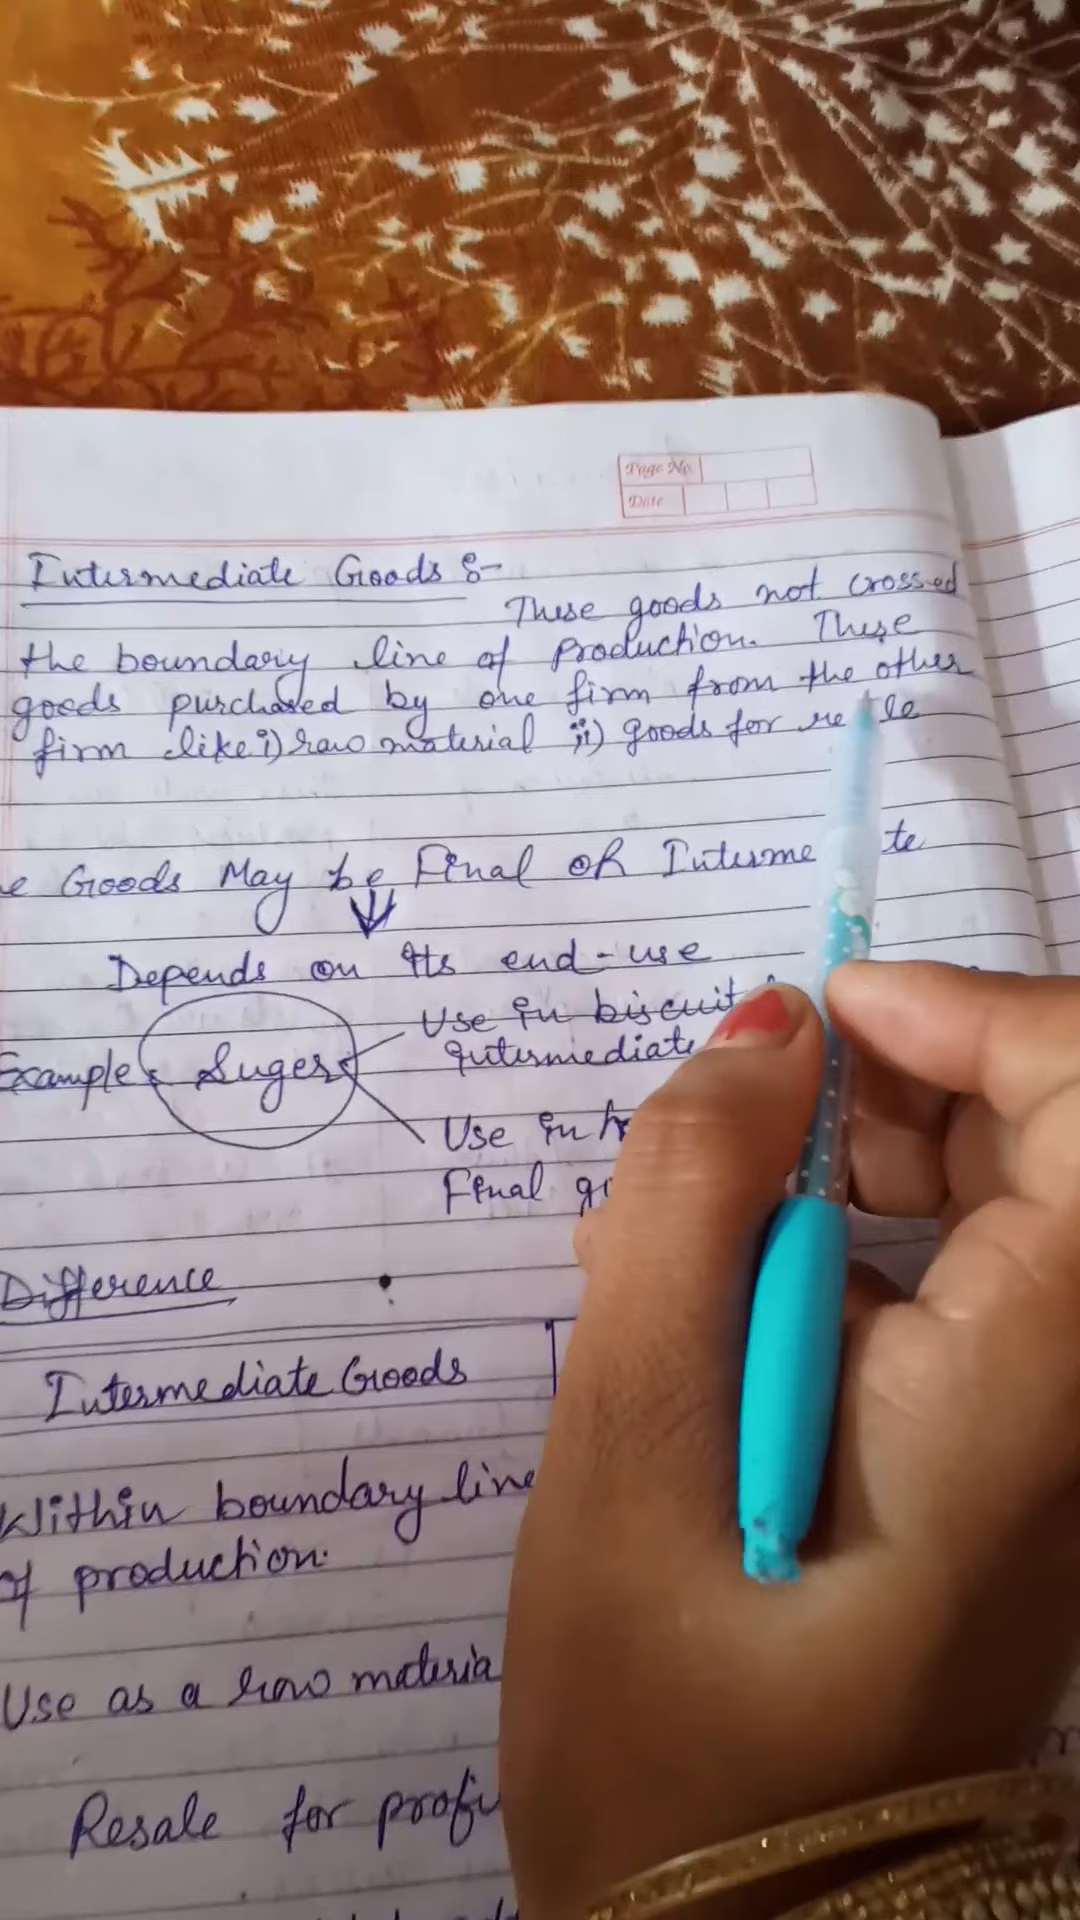 Page No.
Date
Intermediate Goods :-
These goods not crossed
the boundary line of production. These
goods purchased by one firm from the other
firm like i) raw material ii) goods for
e Goods May be Final or
Depends on Its end-use
Example: Suger
Use in biscuit
intermediate
Use in
Final
Difference
Intermediate Goods
Within boundary line
of production.
Use as a raw materia
Resale for